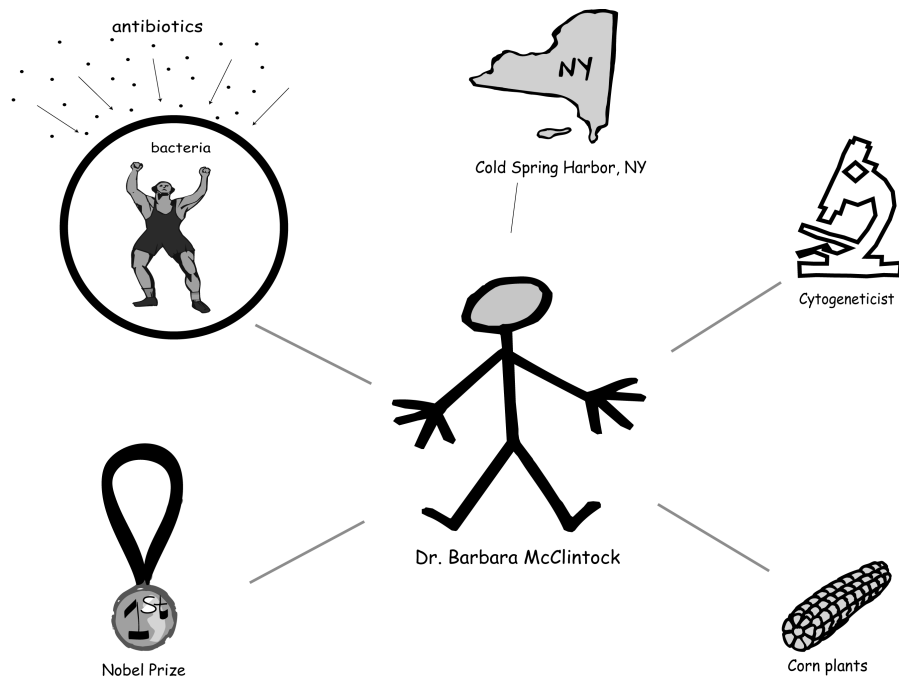 antibiotics
bacteria
NY
Cold Spring Harbor, NY
Cytogeneticist
Dr. Barbara McClintock
1St
Nobel Prize
Corn plants